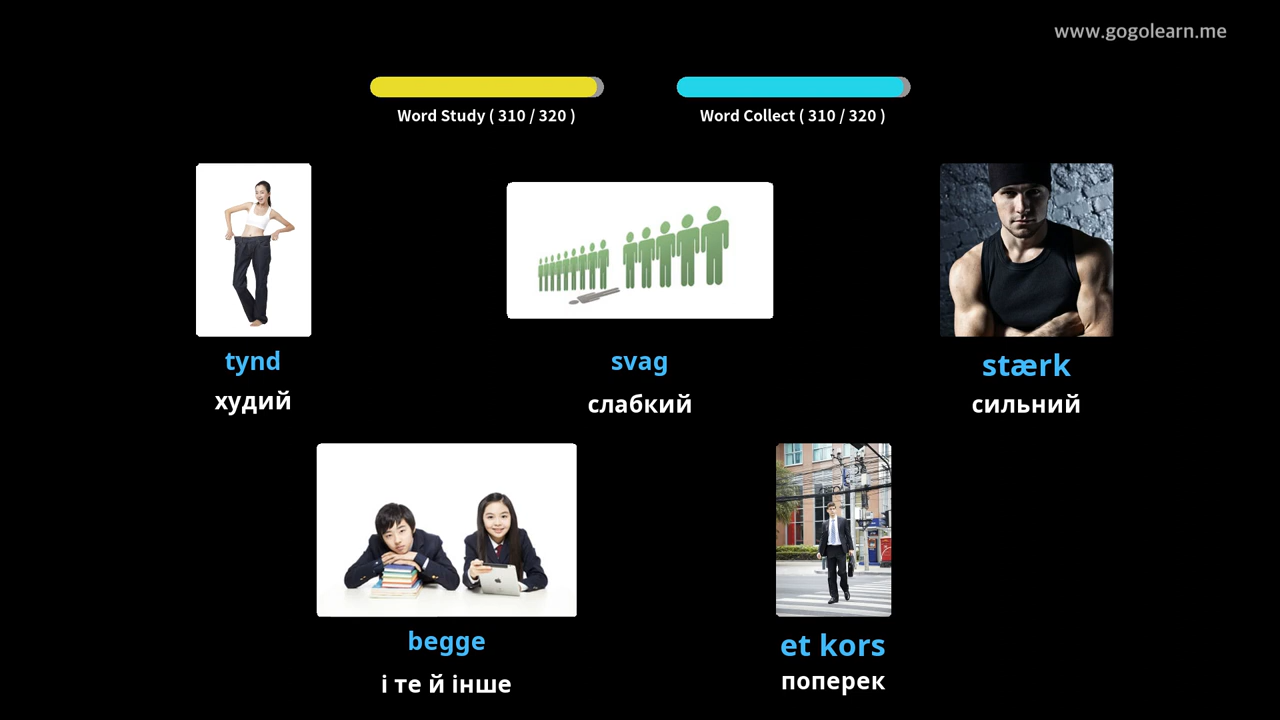 www.gogolearn.me
Word Study ( 310 / 320 )
Word Collect ( 310 / 320 )
tynd
худий
svag
слабкий
stærk
сильний
begge
і те й інше
et kors
поперек